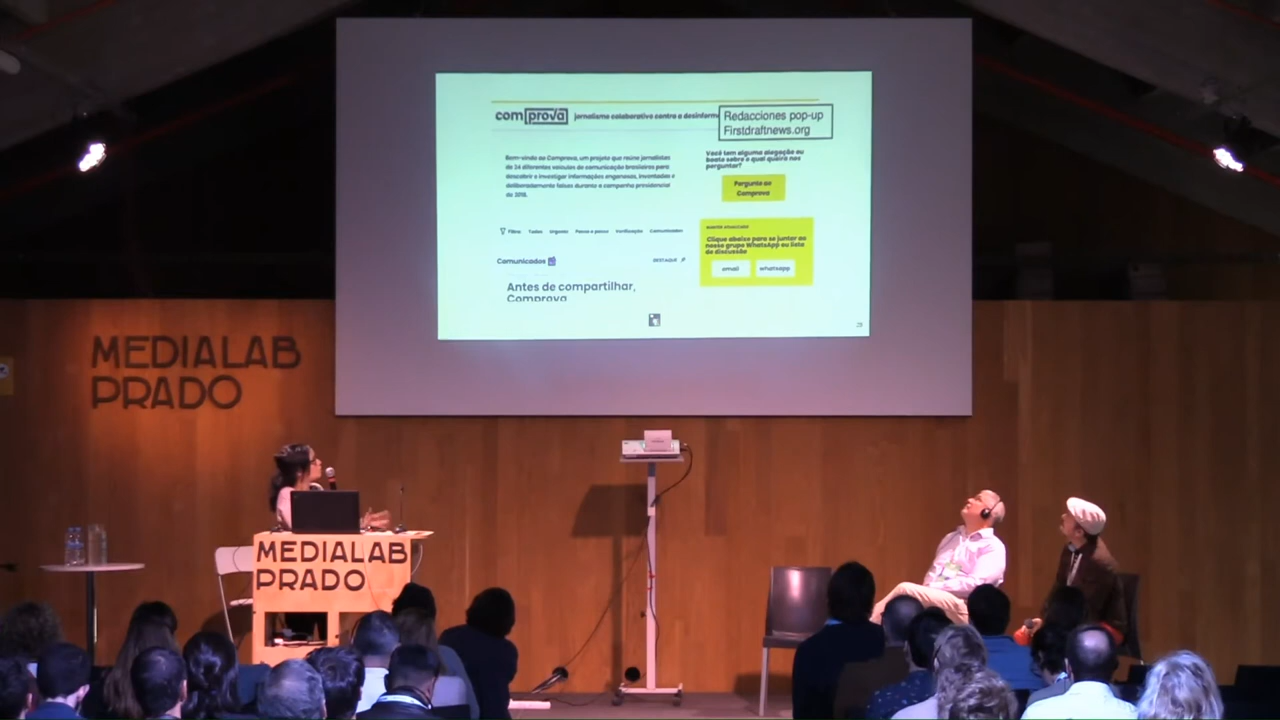 comprova
jornalismo colaborativo contra a desinform
Redacciones pop-up
Firstdraftnews.org
Bem-vindo ao Comprova, um projeto que reúne jornalistas
de 24 diferentes veículos de comunicação brasileiros para
descobrir e investigar informações enganosas, inventadas e
deliberadamente falsas durante a campanha presidencial
de 2018.
Você tem alguma alegação ou
boato sobre o qual queira nos
perguntar?
Pergunte ao
Comprova
Filtro Todos Urgente Passo a passo Verificação Comunicados
Clique abaixo para se juntar ao
nosso grupo WhatsApp ou lista
de discussão
email whatsapp
Comunicados
DESTAQUE
Antes de compartilhar,
Comprova
MEDIALAB
PRADO
MEDIALAB
PRADO